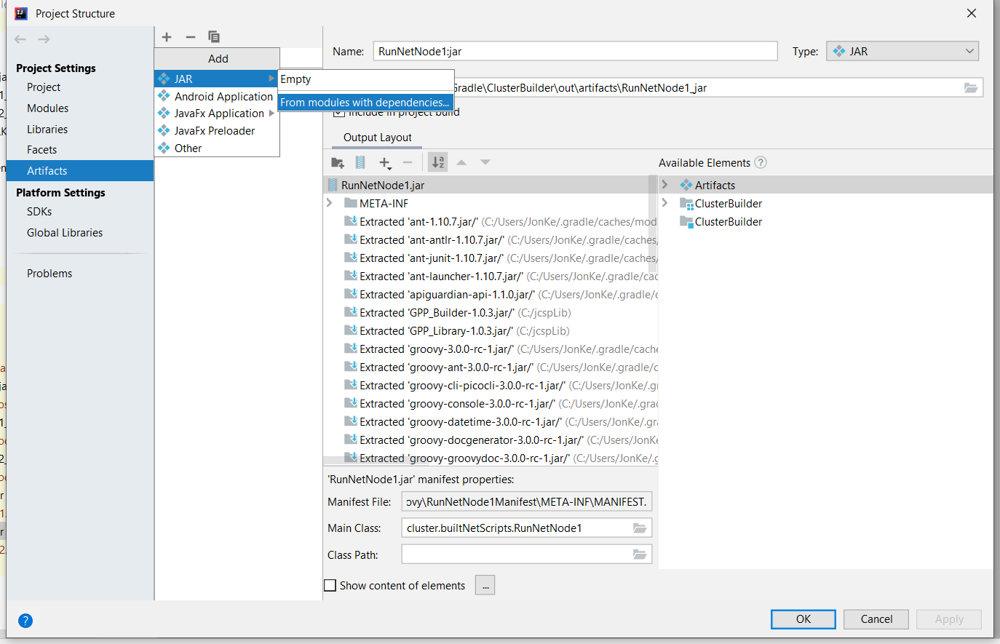 Project Structure
Project Settings
Project
Modules
Libraries
Facets
Artifacts
Platform Settings
SDKs
Global Libraries
Problems
Add
JAR
Android Application
JavaFx Application
JavaFx Preloader
Other
Empty
From modules with dependencies...
Name: RunNetNode1:jar
Type: JAR
Gradle\ClusterBuilder\out\artifacts\RunNetNode1_jar
Include in project build
Output Layout
Available Elements
RunNetNode1.jar
META-INF
Extracted 'ant-1.10.7.jar/' (C:/Users/JonKe/.gradle/caches/mod
Extracted 'ant-antlr-1.10.7.jar/' (C:/Users/JonKe/.gradle/caches/
Extracted 'ant-junit-1.10.7.jar/' (C:/Users/JonKe/.gradle/caches/
Extracted 'ant-launcher-1.10.7.jar/' (C:/Users/JonKe/.gradle/cac
Extracted 'apiguardian-api-1.1.0.jar/' (C:/Users/JonKe/.gradle/c
Extracted 'GPP_Builder-1.0.3.jar/' (C:/jcspLib)
Extracted 'GPP_Library-1.0.3.jar/' (C:/jcspLib)
Extracted 'groovy-3.0.0-rc-1.jar/' (C:/Users/JonKe/.gradle/cache
Extracted 'groovy-ant-3.0.0-rc-1.jar/' (C:/Users/JonKe/.gradle/c
Extracted 'groovy-cli-picocli-3.0.0-rc-1.jar/' (C:/Users/JonKe/.gr
Extracted 'groovy-console-3.0.0-rc-1.jar/' (C:/Users/JonKe/.grad
Extracted 'groovy-datetime-3.0.0-rc-1.jar/' (C:/Users/JonKe/.gra
Extracted 'groovy-docgenerator-3.0.0-rc-1.jar/' (C:/Users/JonKe
Extracted 'groovy-groovydoc-3.0.0-rc-1.jar/' (C:/Users/JonKe/.g
Artifacts
ClusterBuilder
ClusterBuilder
'RunNetNode1.jar' manifest properties:
Manifest File: ovy\RunNetNode1Manifest\META-INF\MANIFEST.
Main Class: cluster.builtNetScripts.RunNetNode1
Class Path:
Show content of elements ...
OK
Cancel
Apply